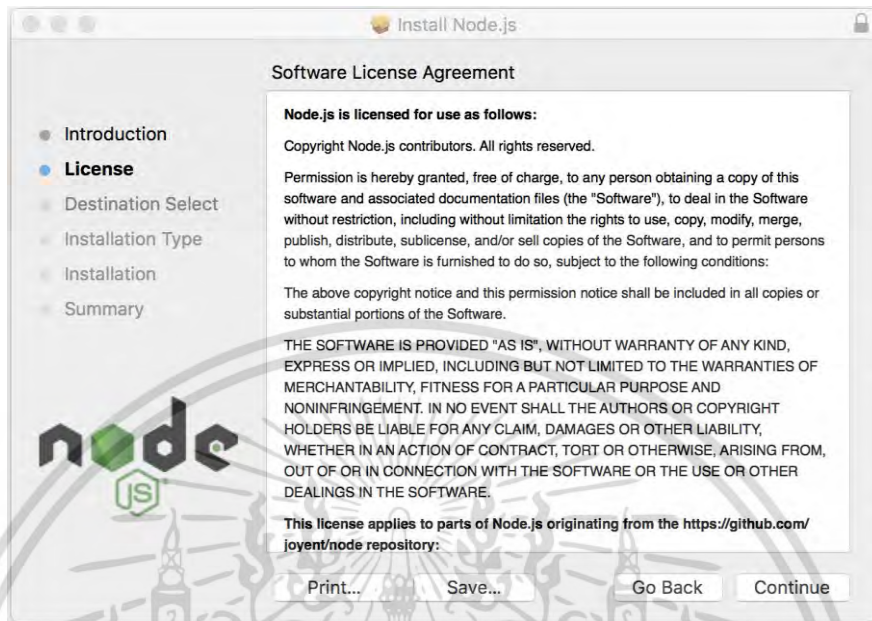 Install Node.js
Software License Agreement
Introduction
License
Destination Select
Installation Type
Installation
Summary
node
JS
Node.js is licensed for use as follows:
Copyright Node.js contributors. All rights reserved.
Permission is hereby granted, free of charge, to any person obtaining a copy of this
software and associated documentation files (the "Software"), to deal in the Software
without restriction, including without limitation the rights to use, copy, modify, merge,
publish, distribute, sublicense, and/or sell copies of the Software, and to permit persons
to whom the Software is furnished to do so, subject to the following conditions:
The above copyright notice and this permission notice shall be included in all copies or
substantial portions of the Software.
THE SOFTWARE IS PROVIDED "AS IS", WITHOUT WARRANTY OF ANY KIND,
EXPRESS OR IMPLIED, INCLUDING BUT NOT LIMITED TO THE WARRANTIES OF
MERCHANTABILITY, FITNESS FOR A PARTICULAR PURPOSE AND
NONINFRINGEMENT. IN NO EVENT SHALL THE AUTHORS OR COPYRIGHT
HOLDERS BE LIABLE FOR ANY CLAIM, DAMAGES OR OTHER LIABILITY,
WHETHER IN AN ACTION OF CONTRACT, TORT OR OTHERWISE, ARISING FROM,
OUT OF OR IN CONNECTION WITH THE SOFTWARE OR THE USE OR OTHER
DEALINGS IN THE SOFTWARE.
This license applies to parts of Node.js originating from the https://github.com/
joyent/node repository:
Print...
Save...
Go Back
Continue